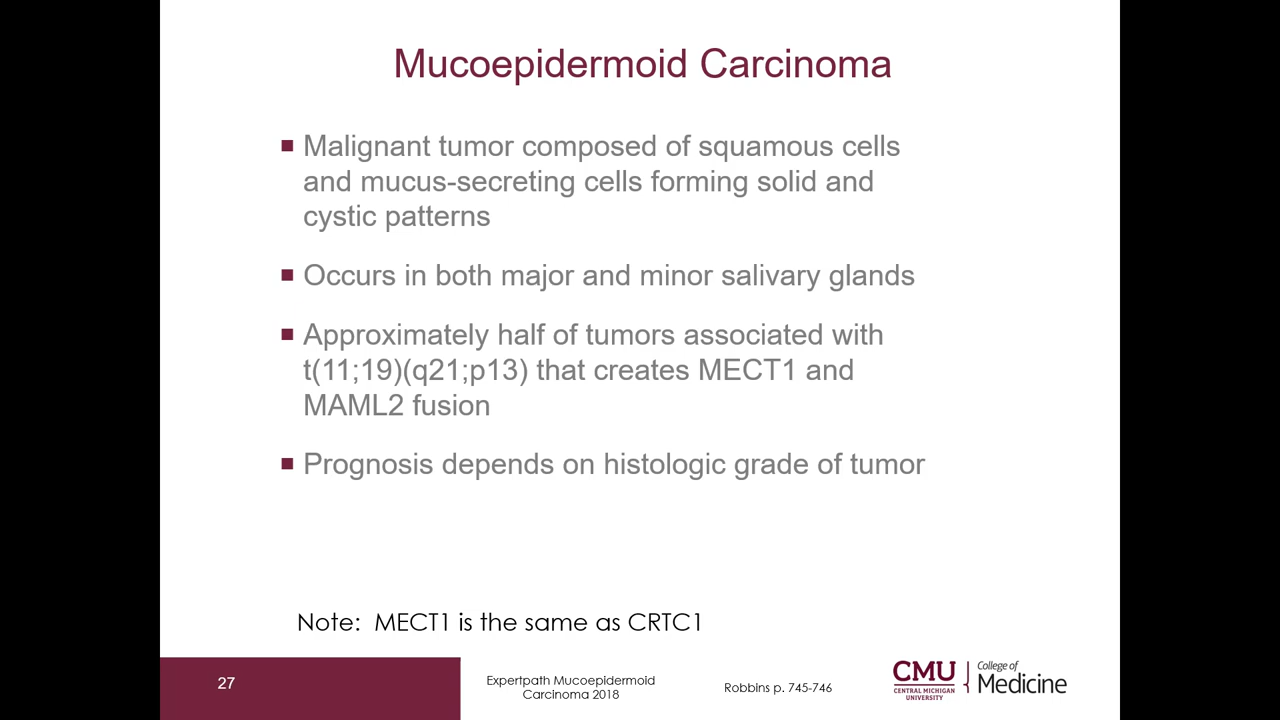 Mucoepidermoid Carcinoma
Malignant tumor composed of squamous cells
and mucus-secreting cells forming solid and
cystic patterns
Occurs in both major and minor salivary glands
Approximately half of tumors associated with
t(11;19)(q21;p13) that creates MECT1 and
MAML2 fusion
Prognosis depends on histologic grade of tumor
Note: MECT1 is the same as CRTC1
27
Expertpath Mucoepidermoid
Carcinoma 2018
Robbins p. 745-746
CMU
CENTRAL MICHIGAN
UNIVERSITY
College of
Medicine